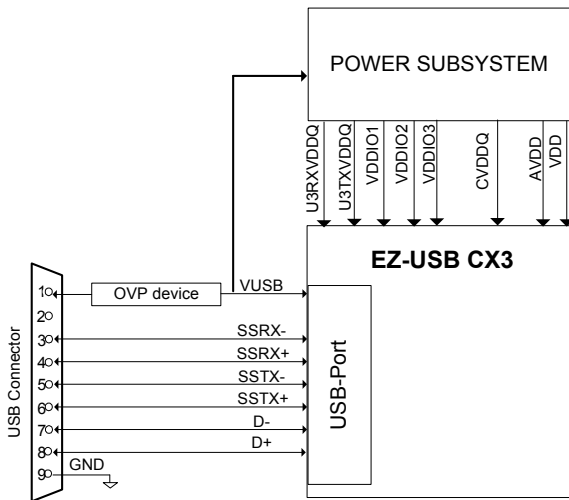 POWER SUBSYSTEM
U3RXVDDQ
U3TXVDDQ
VDDIO1
VDDIO2
VDDIO3
CVDDQ
AVDD
VDD
EZ-USB CX3
USB-Port
USB Connector
1
OVP device
VUSB
2
3
SSRX-
4
SSRX+
5
SSTX-
6
SSTX+
7
D-
8
D+
9
GND